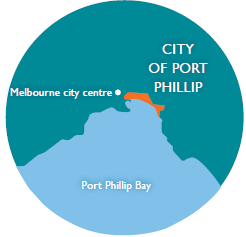 CITY
OF PORT
PHILLIP
Melbourne city centre
Port Phillip Bay